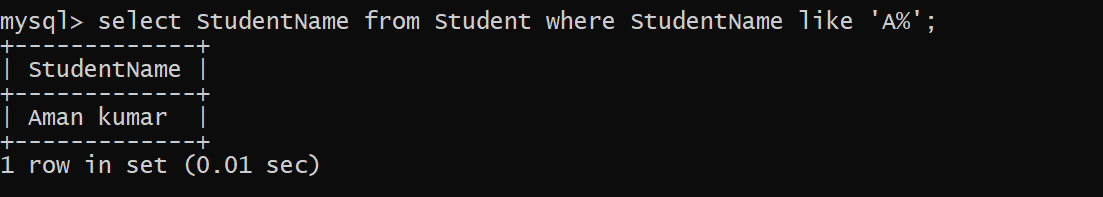 mysql> select StudentName from Student where StudentName like 'A%';
+-------------+
| StudentName |
+-------------+
| Aman kumar  |
+-------------+
1 row in set (0.01 sec)